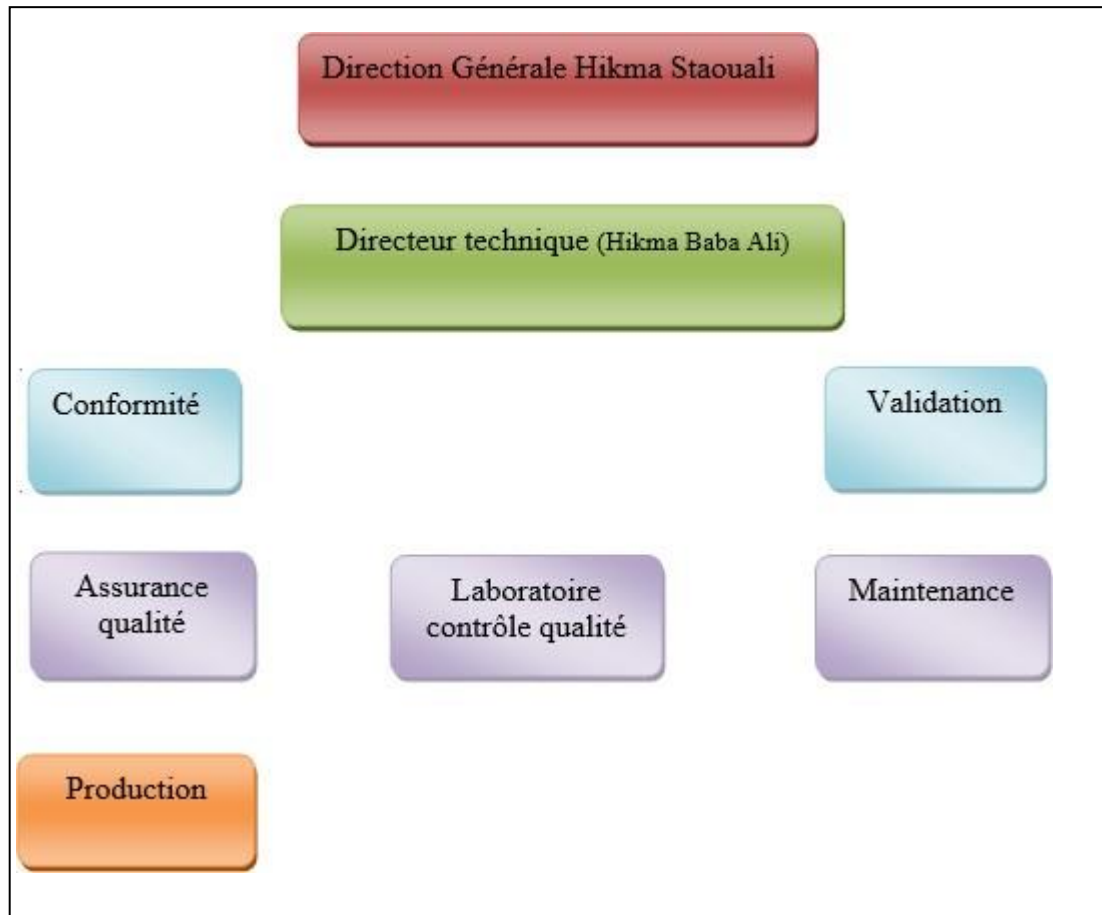 Direction Générale Hikma Staouali
Directeur technique (Hikma Baba Ali)
Conformité
Validation
Assurance
qualité
Laboratoire
contrôle qualité
Maintenance
Production